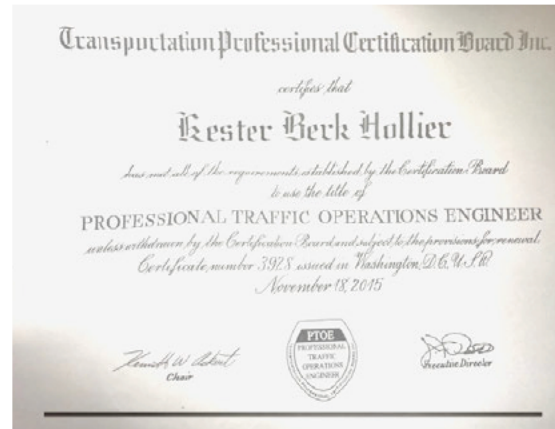 Transportation Professional Certification Board Inc.
certifies that
Kester Berk Hollier
has met all of the requirements established by the Certification Board
to use the title of
PROFESSIONAL TRAFFIC OPERATIONS ENGINEER
unless withdrawn by the Certification Board and subject to the provisions for renewal
Certificate number 3978 issued in Washington, D.C. U.S.A.
November 18, 2015
Chair
PTOE
PROFESSIONAL
TRAFFIC
OPERATIONS
ENGINEER
Executive Director